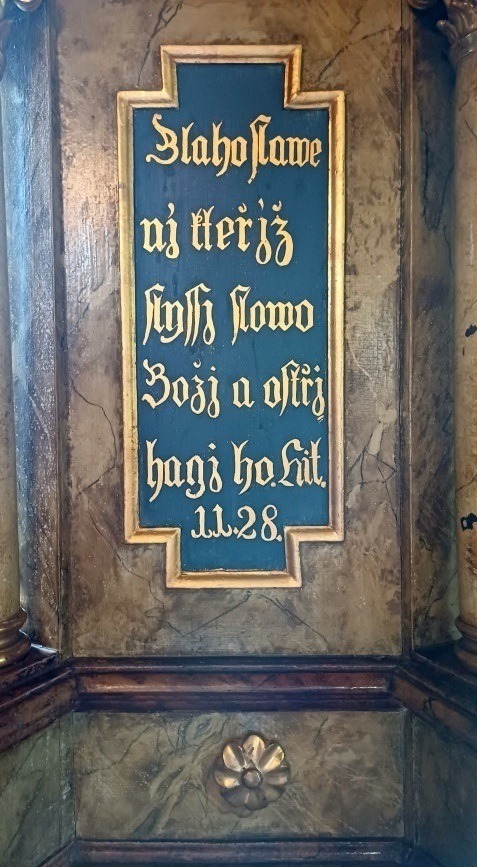 Blahoſlawe
nj kteřjž
ſlyſſj ſlowo
Božj a oſtřj
hagj ho. Luk.
11.28.